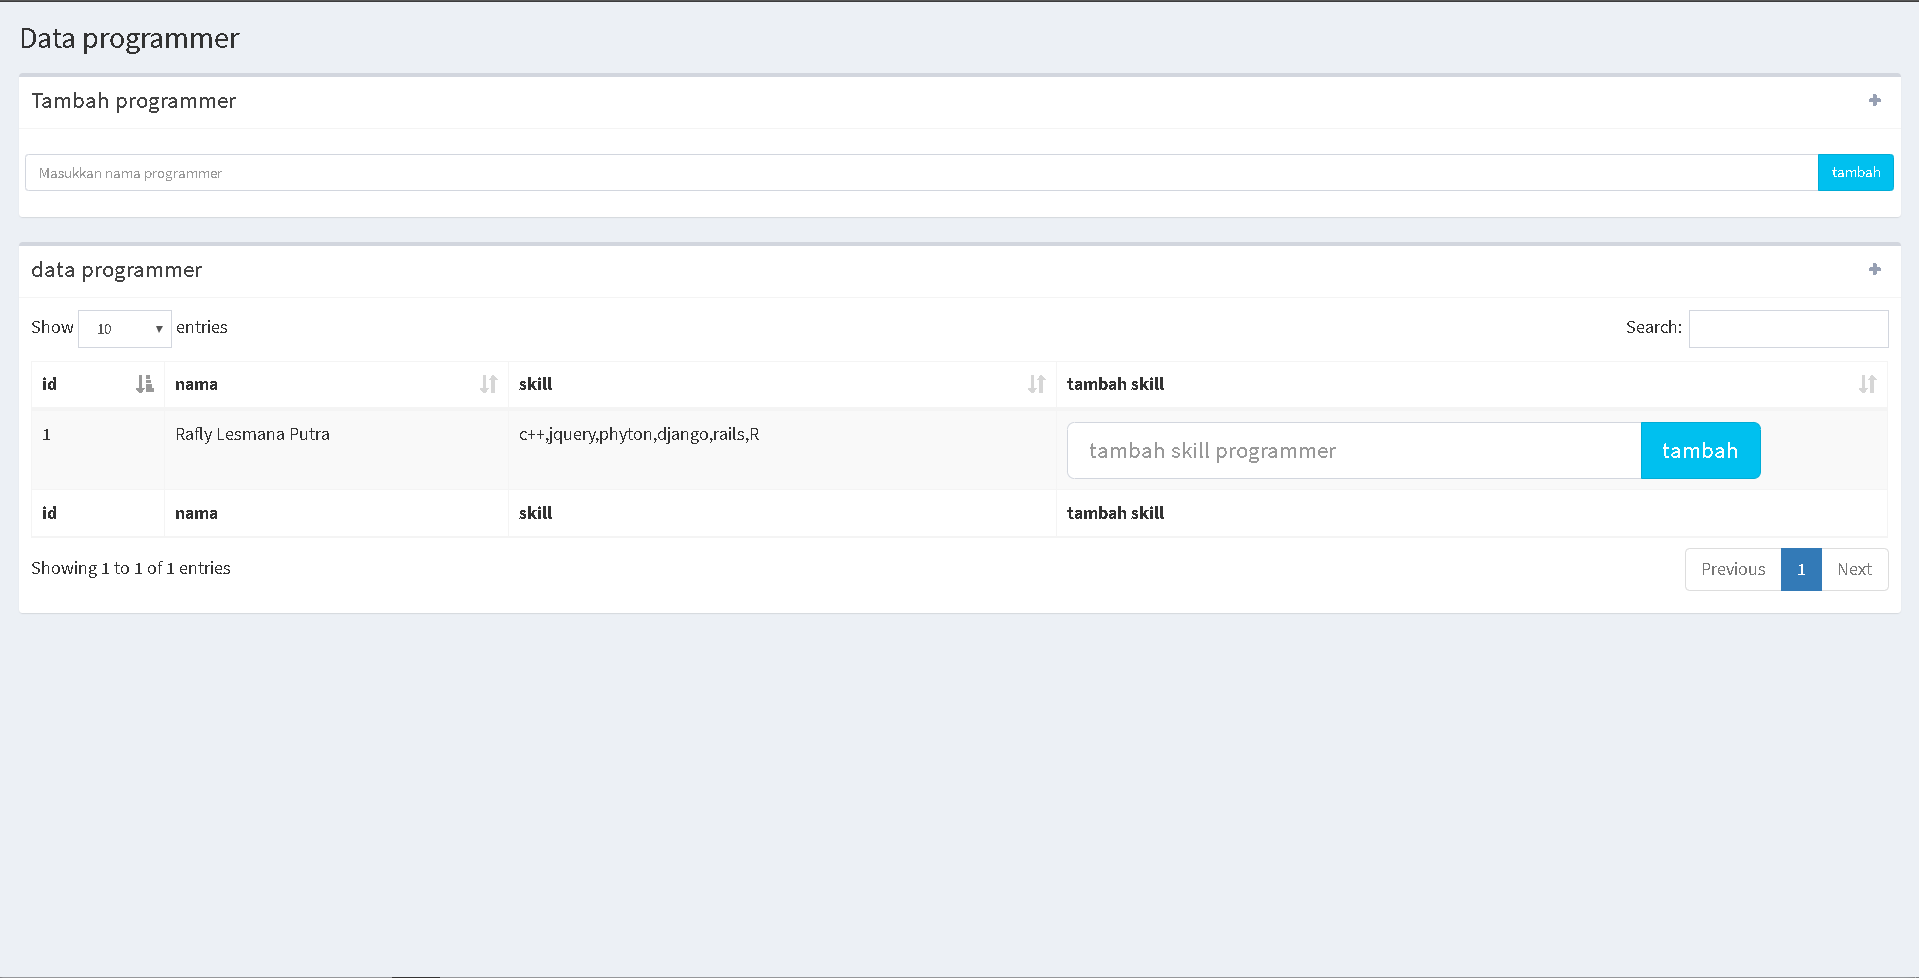 Data programmer
Tambah programmer
Masukkan nama programmer tambah
data programmer
Show 10 entries Search:
id nama skill tambah skill
1 Rafly Lesmana Putra c++,jquery,phyton,django,rails,R tambah skill programmer tambah
id nama skill tambah skill
Showing 1 to 1 of 1 entries Previous 1 Next